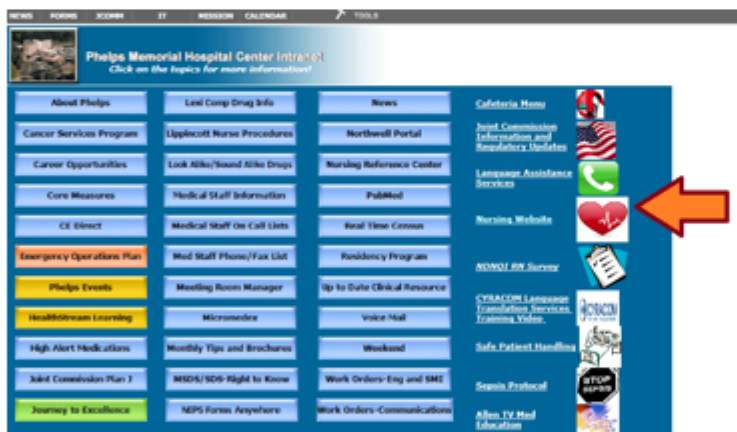 NEWS FORMS JCOMM IT MISSION CALENDAR TOOLS
Phelps Memorial Hospital Center Intranet
Click on the topics for more information!
About Phelps
Cancer Services Program
Career Opportunities
Core Measures
CE Direct
Emergency Operations Plan
Phelps Events
HealthStream Learning
High Alert Medications
Joint Commission Plan J
Journey to Excellence
Lexi Comp Drug Info
Lippincott Nurse Procedures
Look Alike/Sound Alike Drugs
Medical Staff Information
Medical Staff On Call Lists
Med Staff Phone/Fax List
Meeting Room Manager
Micromedex
Monthly Tips and Brochures
MSDS/SDS-Right to Know
NEPS Forms Anywhere
News
Northwell Portal
Nursing Reference Center
PubMed
Real Time Census
Residency Program
Up to Date Clinical Resource
Voice Mail
Weekend
Work Orders-Eng and SMI
Work Orders-Communications
Cafeteria Menu
Joint Commission
Information and
Regulatory Updates
Language Assistance
Services
Nursing Website
NDNQI RN Survey
CYRACOM Language
Translation Services
Training Video
CYRACOM
Safe Patient Handling
Sepsis Protocol
STOP
SEPSIS
Allen TV Med
Education